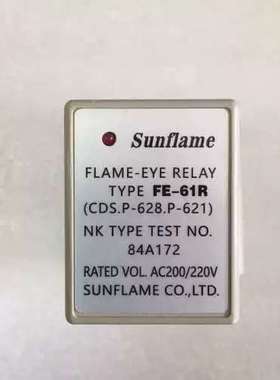 Sunflame
FLAME-EYE RELAY
TYPE FE-61R
(CDS.P-628.P-621)
NK TYPE TEST NO.
84A172
RATED VOL. AC200/220V
SUNFLAME CO.,LTD.